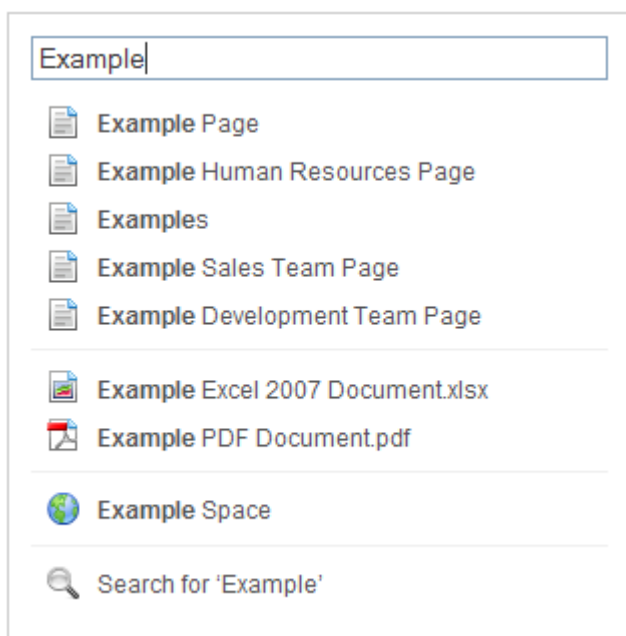 Example
Example Page
Example Human Resources Page
Examples
Example Sales Team Page
Example Development Team Page
Example Excel 2007 Document.xlsx
Example PDF Document.pdf
Example Space
Search for ‘Example’